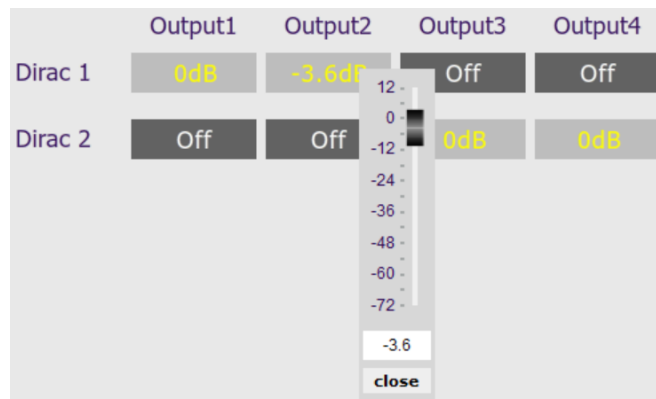 Output1 Output2 Output3 Output4
Dirac 1 0dB -3.6dB Off Off
Dirac 2 Off Off 0dB 0dB
12
0
-12
-24
-36
-48
-60
-72
-3.6
close